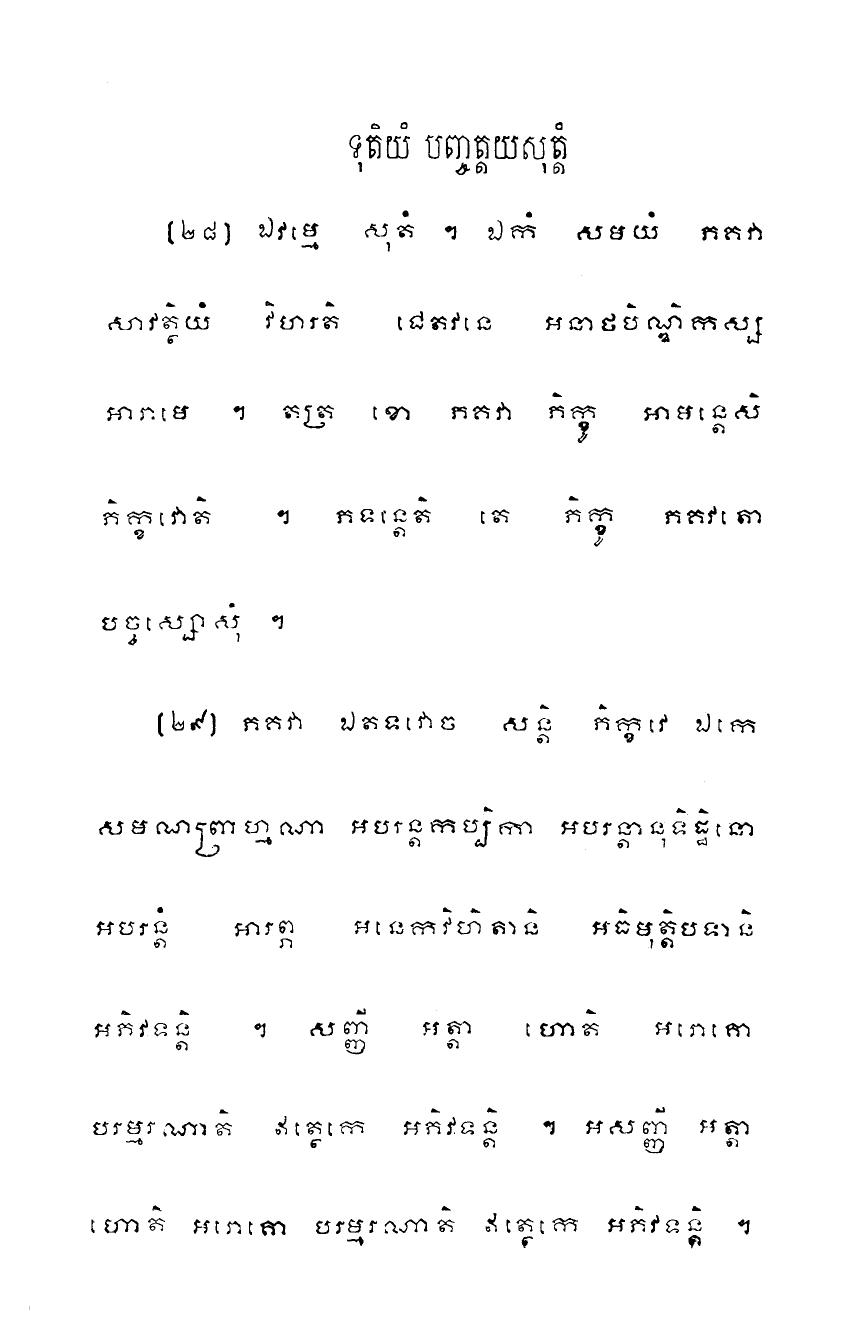 ទុតិយំ បញ្ចត្តយសុត្តំ
(២៨) ឯវម្មេ សុតំ ។ ឯកំ សមយំ ភគវា
សាវត្ថិយំ វិហរតិ ជេតវនេ អនាថបិណ្ឌិកស្ស
អារាមេ ។ តត្រ ខោ ភគវា ភិក្ខូ អាមន្តេសិ
ភិក្ខវោតិ ។ ភទន្តេតិ តេ ភិក្ខូ ភគវតោ
បច្ចស្សោសុំ ។
(២៩) ភគវា ឯតទវោច សន្តិ ភិក្ខវេ ឯកេ
សមណព្រាហ្មណា អបរន្តកប្បិកា អបរន្តានុទិដ្ឋិនោ
អបរន្តំ អារព្ភ អនេកវិហិតានិ អធិមុត្តិបទានិ
អភិវទន្តិ ។ សញ្ញី អត្តា ហោតិ អរោគោ
បរម្មរណាតិ ឥត្ថេកេ អភិវទន្តិ ។ អសញ្ញី អត្តា
ហោតិ អរោគោ បរម្មរណាតិ ឥត្ថេកេ អភិវទន្តិ ។